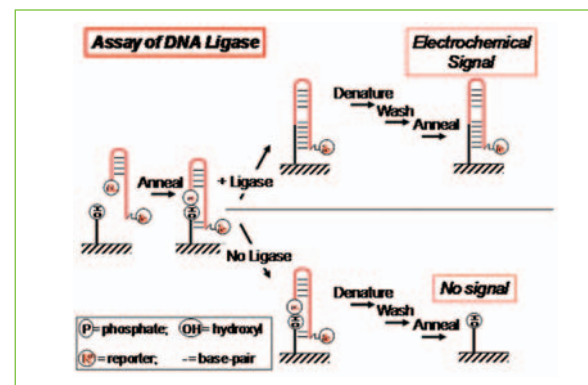 Assay of DNA Ligase
Electrochemical
Signal
Denature
Wash
Anneal
Anneal
+ Ligase
No Ligase
Denature
Wash
Anneal
No signal
P = phosphate; OH = hydroxyl
= reporter; - = base-pair